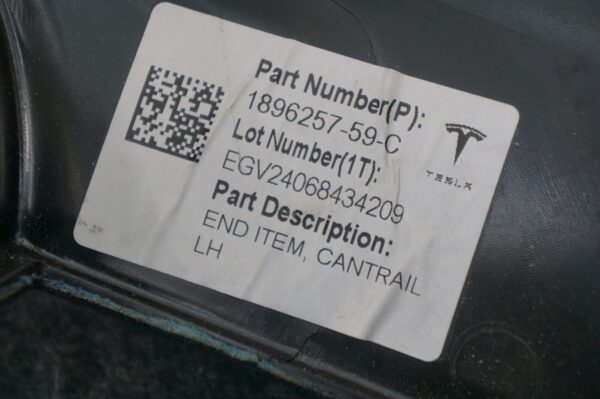 Part Number(P):
1896257-59-C
Lot Number(1T):
EGV24068434209
Part Description:
END ITEM, CANTRAIL
LH
TESLA